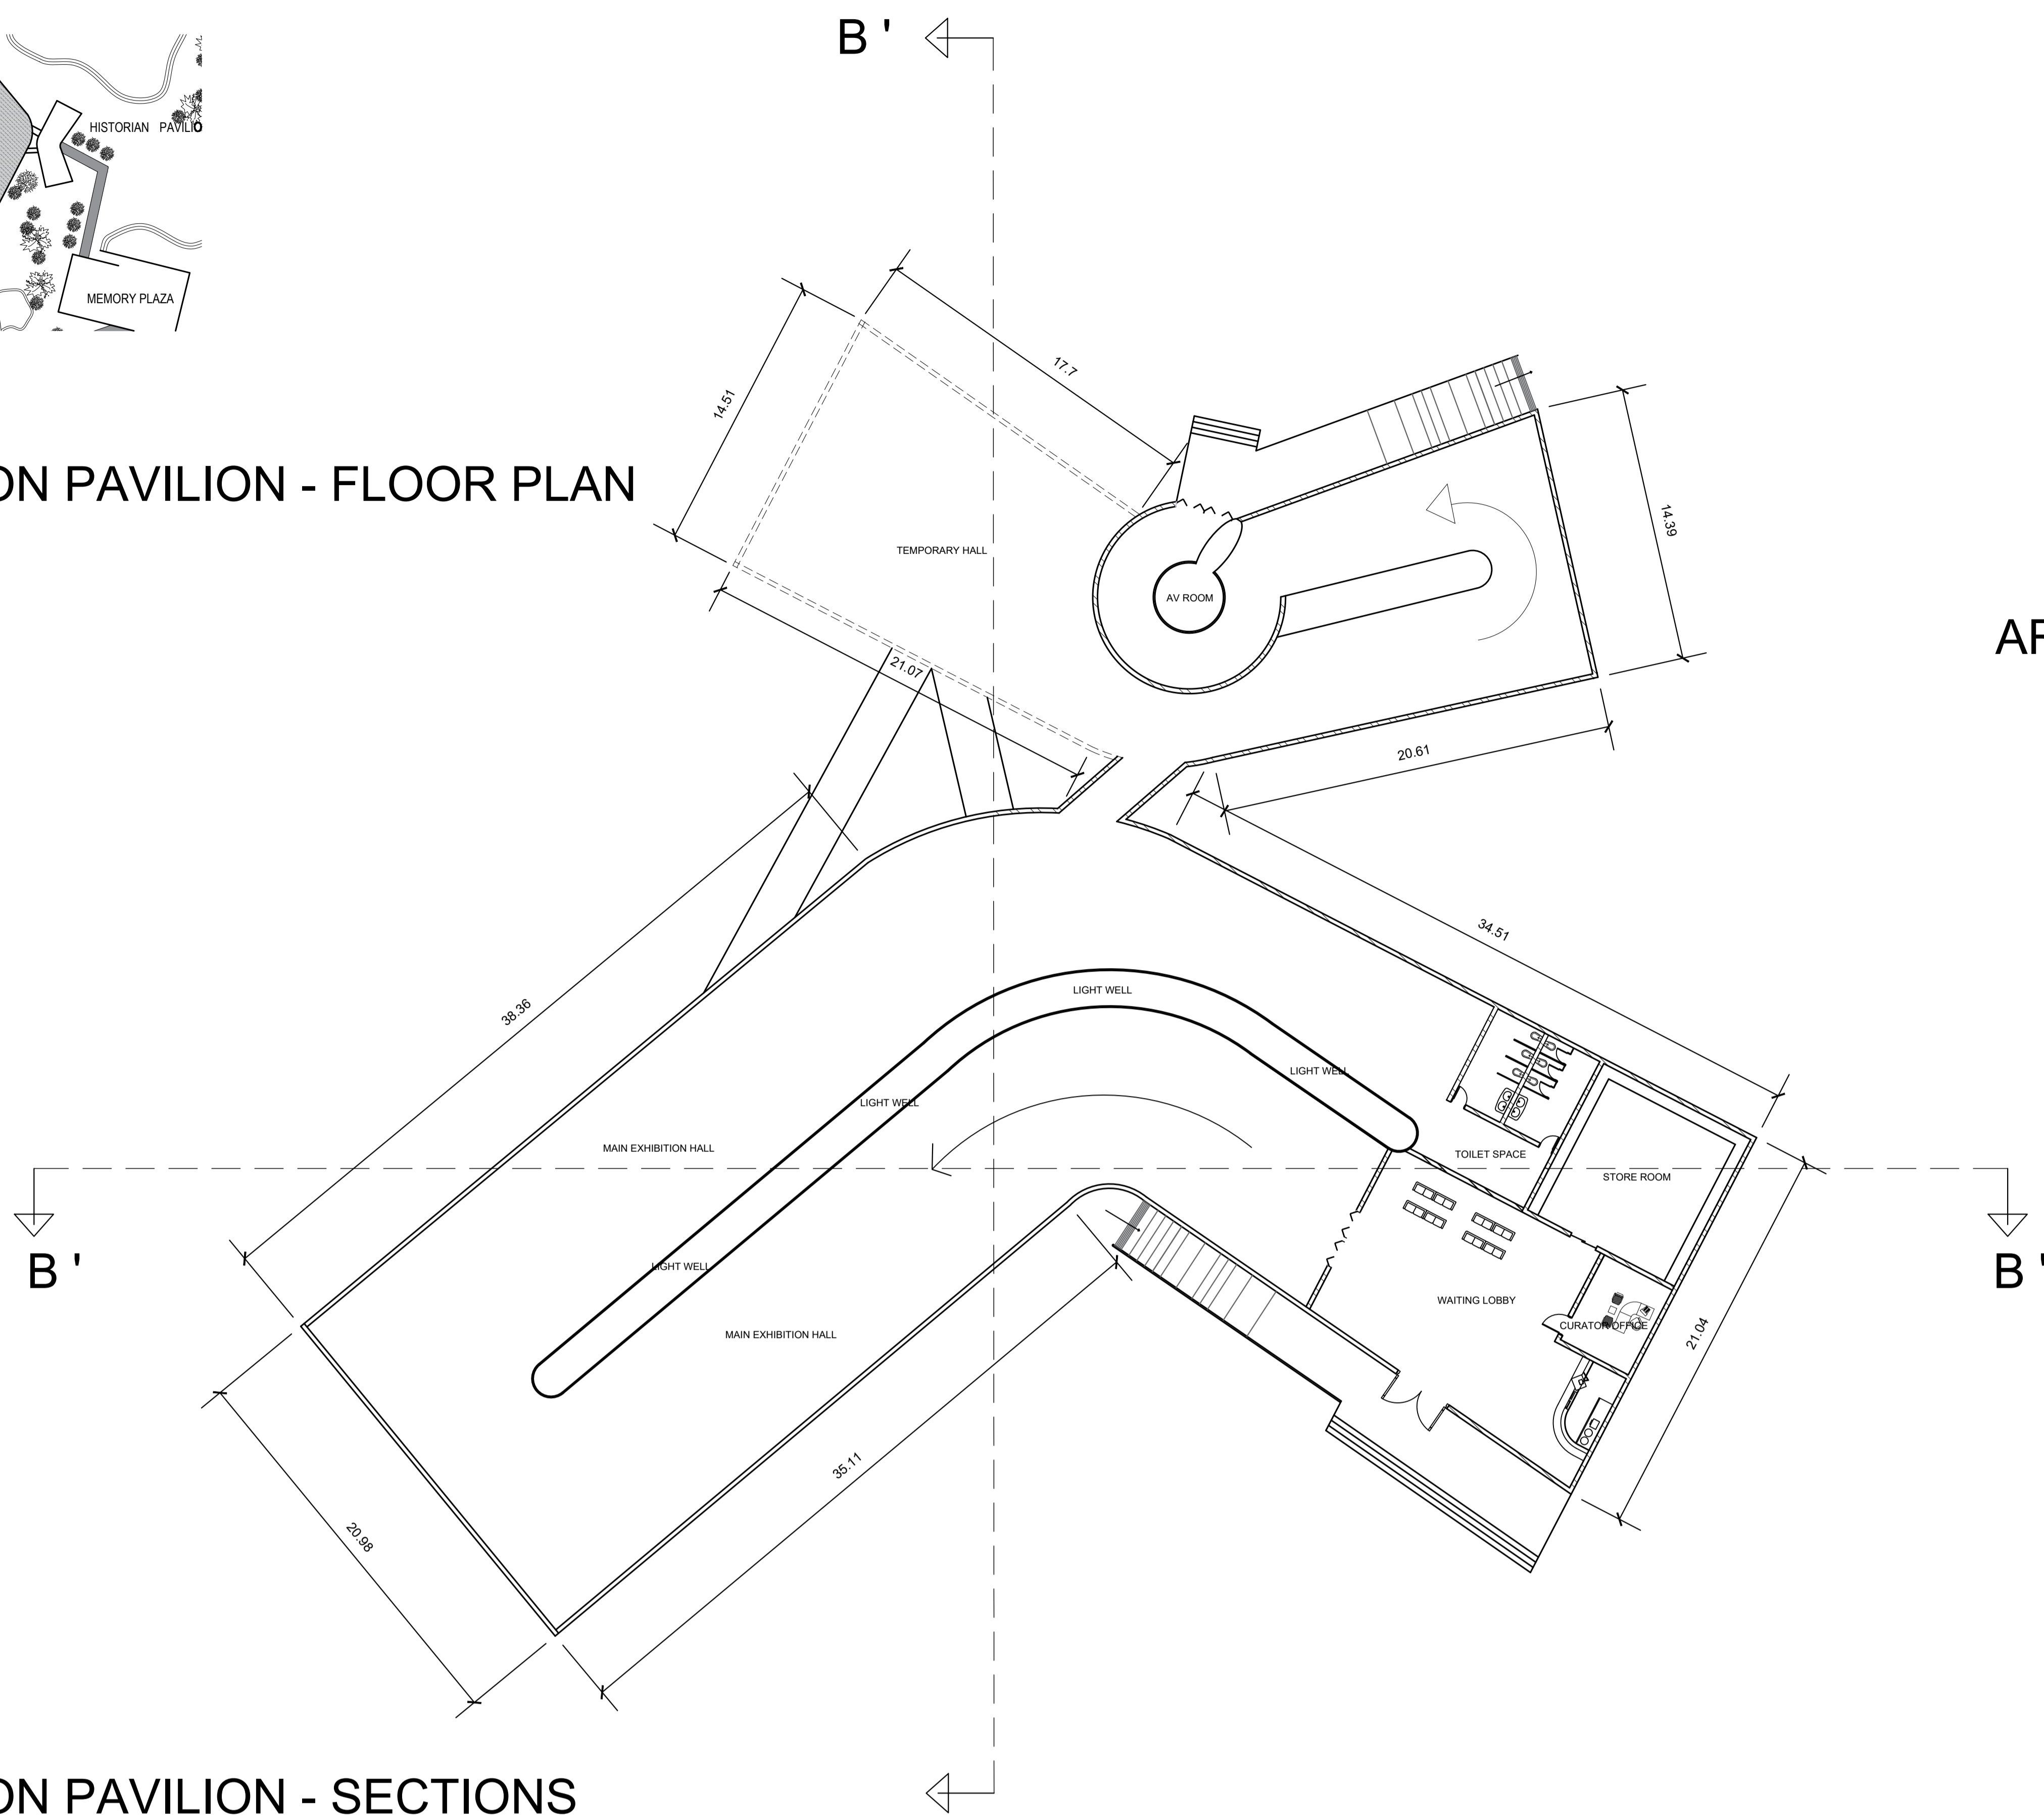 B '
HISTORIAN PAVILIO
MEMORY PLAZA
17.7
14.51
ON PAVILION - FLOOR PLAN
14.39
TEMPORARY HALL
AV ROOM
AR
21.07
20.61
34.51
38.36
LIGHT WELL
LIGHT WELL
LIGHT WELL
MAIN EXHIBITION HALL
TOILET SPACE
STORE ROOM
B '
B '
LIGHT WELL
WAITING LOBBY
CURATOR OFFICE
MAIN EXHIBITION HALL
21.04
35.11
20.98
ON PAVILION - SECTIONS